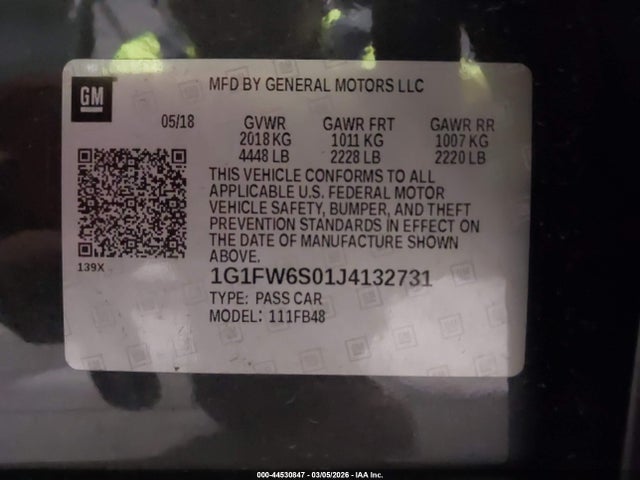 GM
MFD BY GENERAL MOTORS LLC
05/18 GVWR GAWR FRT GAWR RR
2018 KG 1011 KG 1007 KG
4448 LB 2228 LB 2220 LB
THIS VEHICLE CONFORMS TO ALL
APPLICABLE U.S. FEDERAL MOTOR
VEHICLE SAFETY, BUMPER, AND THEFT
PREVENTION STANDARDS IN EFFECT ON
THE DATE OF MANUFACTURE SHOWN
ABOVE.
139X
1G1FW6S01J4132731
TYPE: PASS CAR
MODEL: 111FB48
000-44530847 - 03/05/2026 - IAA Inc.